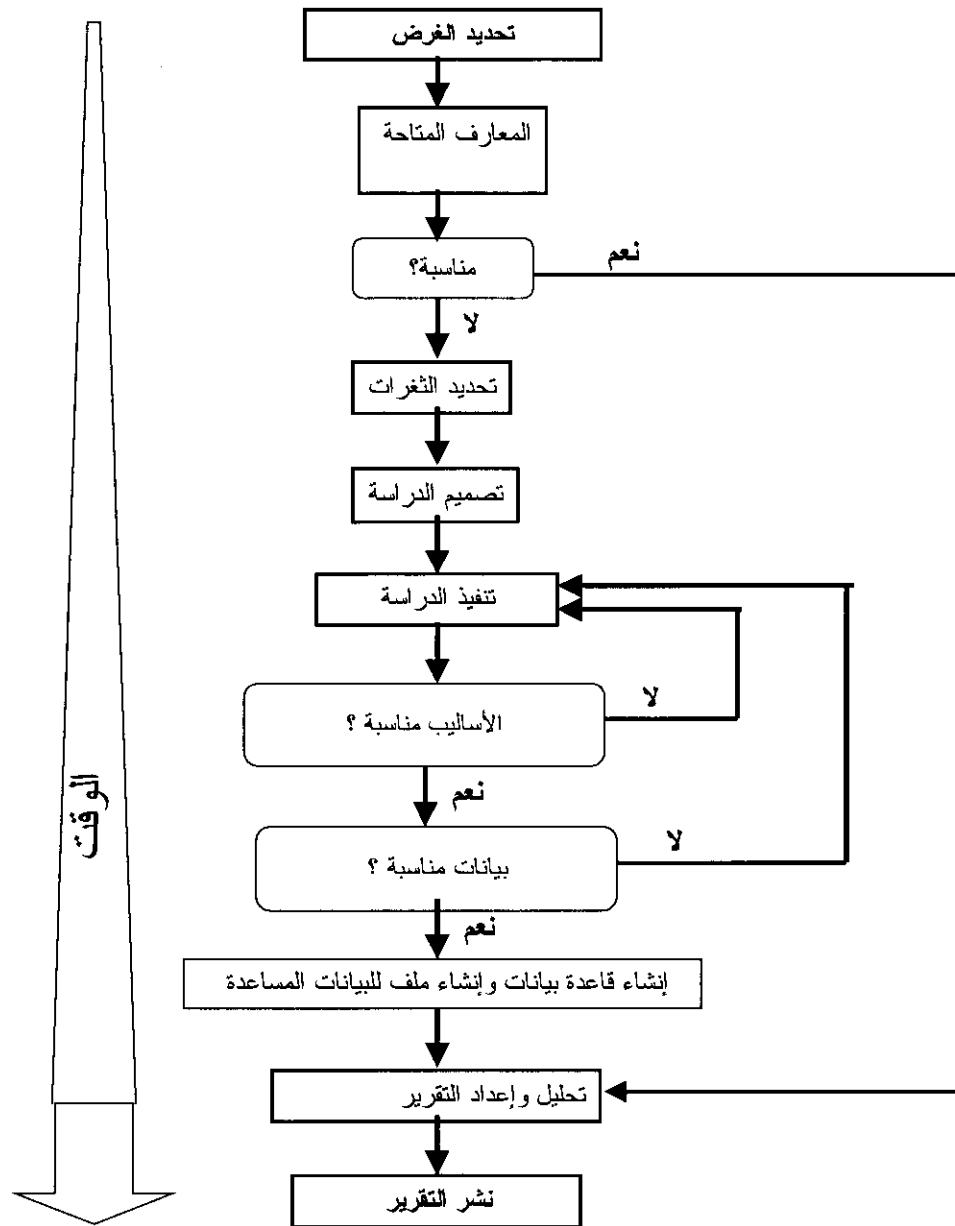 تحديد الغرض
المعارف المتاحة
مناسبة؟
نعم
لا
تحديد الثغرات
تصميم الدراسة
تنفيذ الدراسة
الأساليب مناسبة ؟
لا
نعم
بيانات مناسبة ؟
لا
نعم
إنشاء قاعدة بيانات وإنشاء ملف للبيانات المساعدة
تحليل وإعداد التقرير
نشر التقرير
الوقت